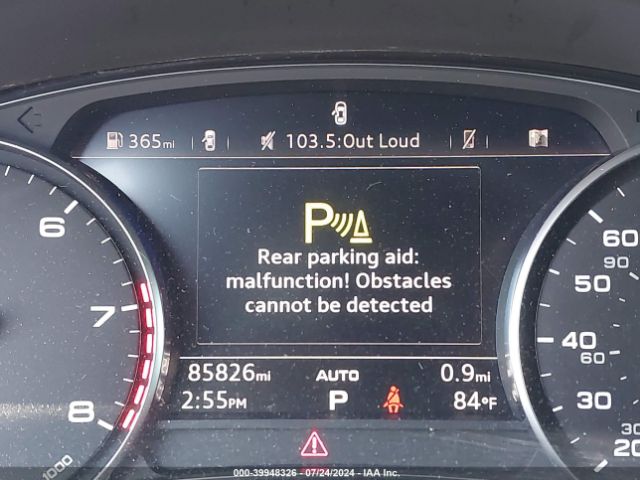 365mi 103.5:Out Loud
P
Rear parking aid:
malfunction! Obstacles
cannot be detected
85826mi AUTO 0.9mi
2:55PM P 84°F
6
7
8
1000
60
90
50
40
60
30
30
20
000-39948326 - 07/24/2024 - IAA Inc.